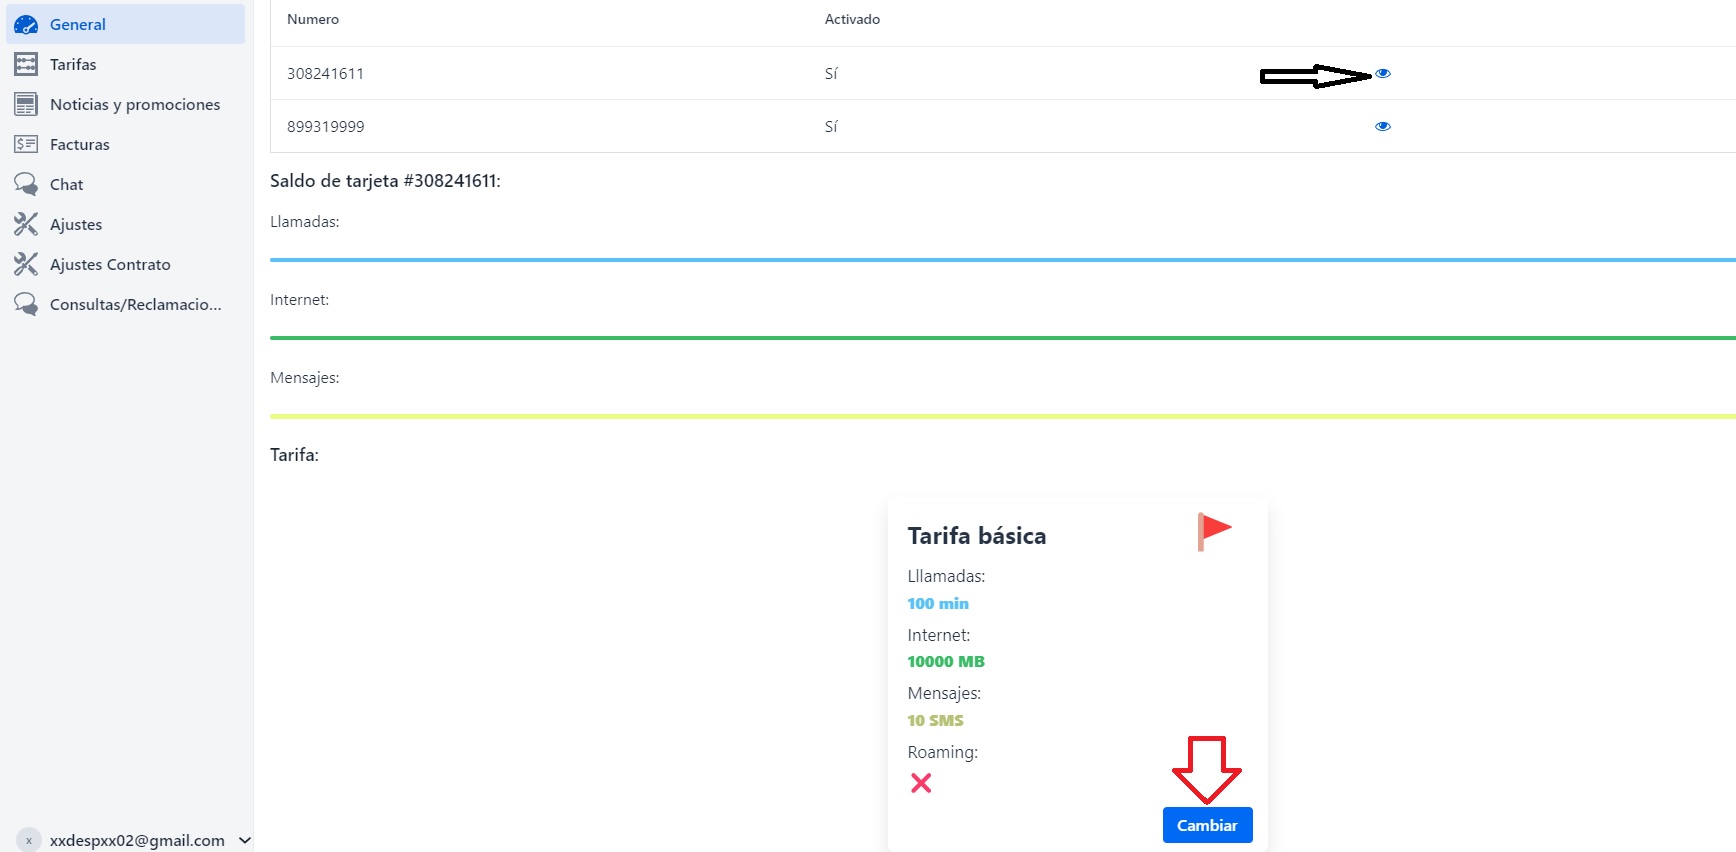 General
Tarifas
Noticias y promociones
Facturas
Chat
Ajustes
Ajustes Contrato
Consultas/Reclamacio...
x xxdespxx02@gmail.com
Numero Activado
308241611 Sí
899319999 Sí
Saldo de tarjeta #308241611:
Llamadas:
Internet:
Mensajes:
Tarifa:
Tarifa básica
Lllamadas:
100 min
Internet:
10000 MB
Mensajes:
10 SMS
Roaming:
Cambiar